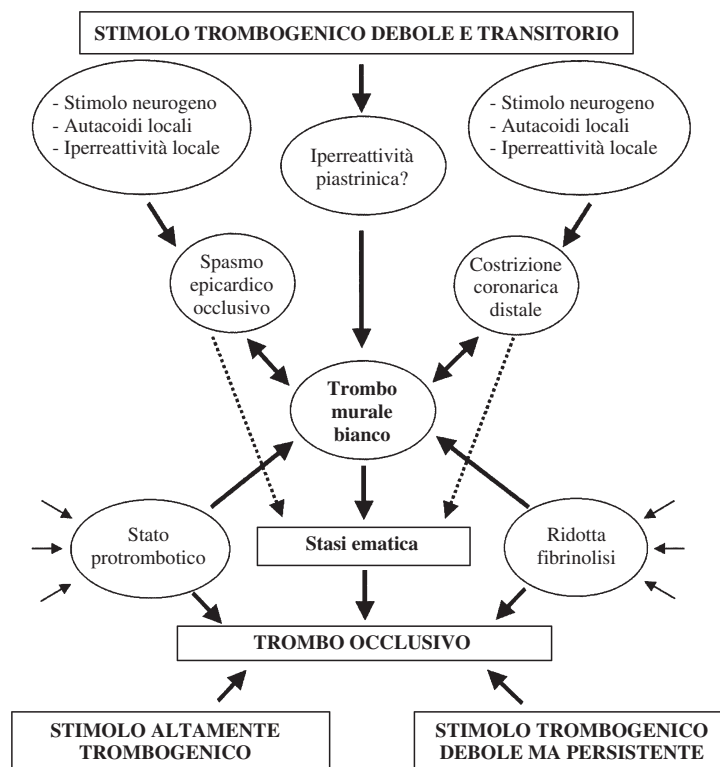 STIMOLO TROMBOGENICO DEBOLE E TRANSITORIO
- Stimolo neurogeno
- Autacoidi locali
- Iperreattività locale
Iperreattività
piastrinica?
- Stimolo neurogeno
- Autacoidi locali
- Iperreattività locale
Spasmo
epicardico
occlusivo
Costrizione
coronarica
distale
Trombo
murale
bianco
Stato
protrombotico
Stasi ematica
Ridotta
fibrinolisi
TROMBO OCCLUSIVO
STIMOLO ALTAMENTE
TROMBOGENICO
STIMOLO TROMBOGENICO
DEBOLE MA PERSISTENTE